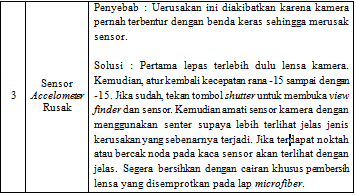 Penyebab : Uerusakan ini diakibatkan karena kamera
pernah terbentur dengan benda keras sehingga merusak
sensor.
Solusi : Pertama lepas terlebih dulu lensa kamera.
Kemudian, atur kembali kecepatan rana -15 sampai dengan
-15. Jika sudah, tekan tombol shutter untuk membuka view
finder dan sensor. Kemudian amati sensor kamera dengan
menggunakan senter supaya lebih terlihat jelas jenis
kerusakan yang sebenarnya terjadi. Jika terdapat noktah
atau bercak noda pada kaca sensor akan terlihat dengan
jelas. Segera bersihkan dengan cairan khusus pembersih
lensa yang disemprotkan pada lap microfiber.
3
Sensor
Accelometer
Rusak